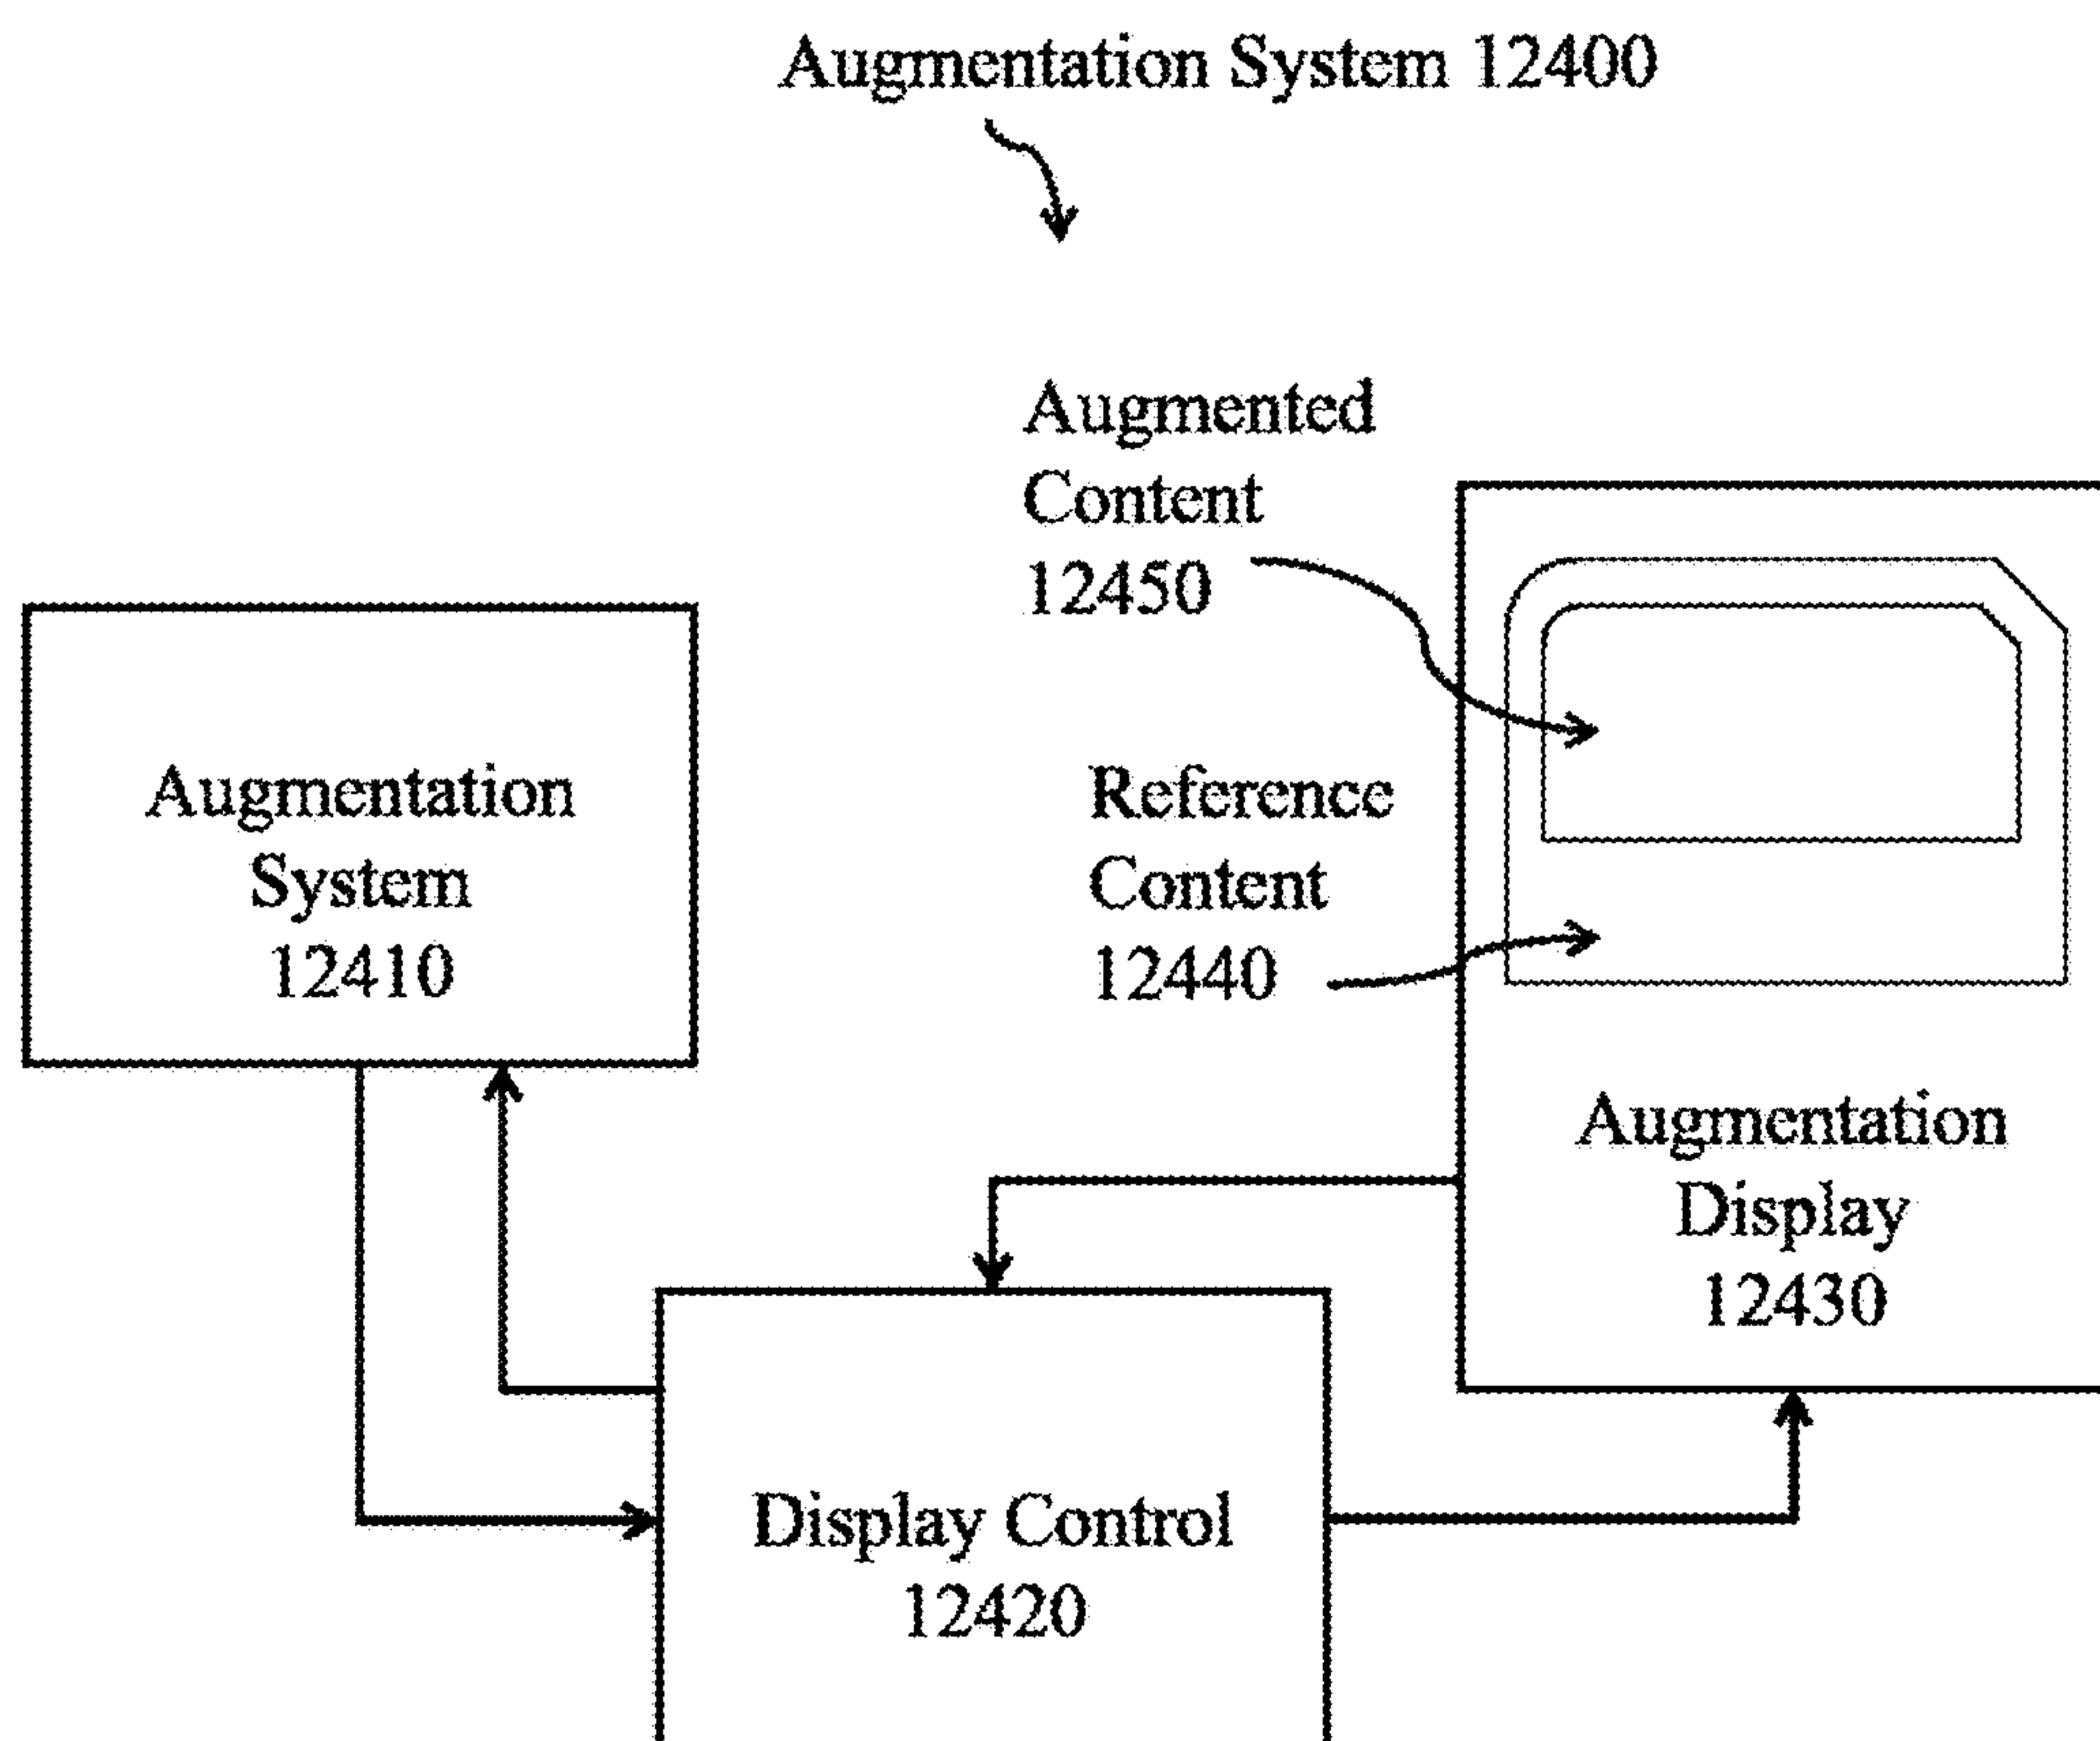 Augmentation System 12400
Augmented
Content
12450
Augmentation
System
12410
Reference
Content
12440
Augmentation
Display
12430
Display Control
12420